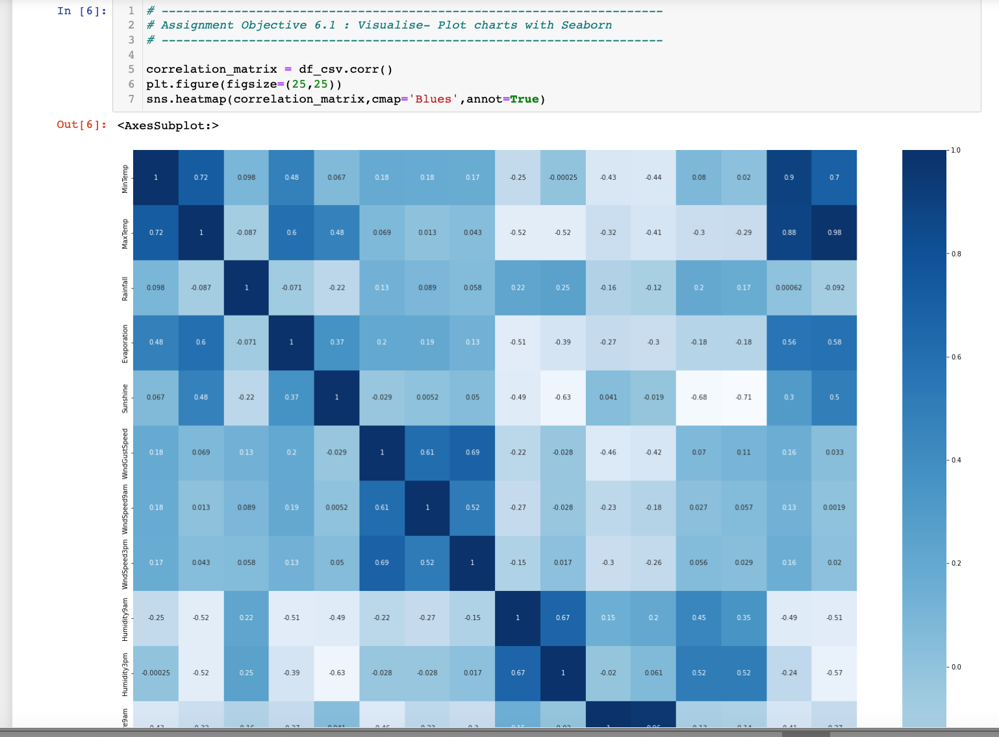 In [6]:
1 # ---------------------------------------------------------------------
2 # Assignment Objective 6.1 : Visualise- Plot charts with Seaborn
3 # ---------------------------------------------------------------------
4
5 correlation_matrix = df_csv.corr()
6 plt.figure(figsize=(25,25))
7 sns.heatmap(correlation_matrix,cmap='Blues',annot=True)
Out[6]: <AxesSubplot:>
MinTemp 1 0.72 0.098 0.48 0.067 0.18 0.18 0.17 -0.25 -0.00025 -0.43 -0.44 0.08 0.02 0.9 0.7
MaxTemp 0.72 1 -0.087 0.6 0.48 0.069 0.013 0.043 -0.52 -0.52 -0.32 -0.41 -0.3 -0.29 0.88 0.98
Rainfall 0.098 -0.087 1 -0.071 -0.22 0.13 0.089 0.058 0.22 0.25 -0.16 -0.12 0.2 0.17 0.00062 -0.092
Evaporation 0.48 0.6 -0.071 1 0.37 0.2 0.19 0.13 -0.51 -0.39 -0.27 -0.3 -0.18 -0.18 0.56 0.58
Sunshine 0.067 0.48 -0.22 0.37 1 -0.029 0.0052 0.05 -0.49 -0.63 0.041 -0.019 -0.68 -0.71 0.3 0.5
WindGustSpeed 0.18 0.069 0.13 0.2 -0.029 1 0.61 0.69 -0.22 -0.028 -0.46 -0.42 0.07 0.11 0.16 0.033
WindSpeed9am 0.18 0.013 0.089 0.19 0.0052 0.61 1 0.52 -0.27 -0.028 -0.23 -0.18 0.027 0.057 0.13 0.0019
WindSpeed3pm 0.17 0.043 0.058 0.13 0.05 0.69 0.52 1 -0.15 0.017 -0.3 -0.26 0.056 0.029 0.16 0.02
Humidity9am -0.25 -0.52 0.22 -0.51 -0.49 -0.22 -0.27 -0.15 1 0.67 0.15 0.2 0.45 0.35 -0.49 -0.51
Humidity3pm -0.00025 -0.52 0.25 -0.39 -0.63 -0.028 -0.028 0.017 0.67 1 -0.02 0.061 0.52 0.52 -0.24 -0.57
e9am
1.0
0.8
0.6
0.4
0.2
0.0